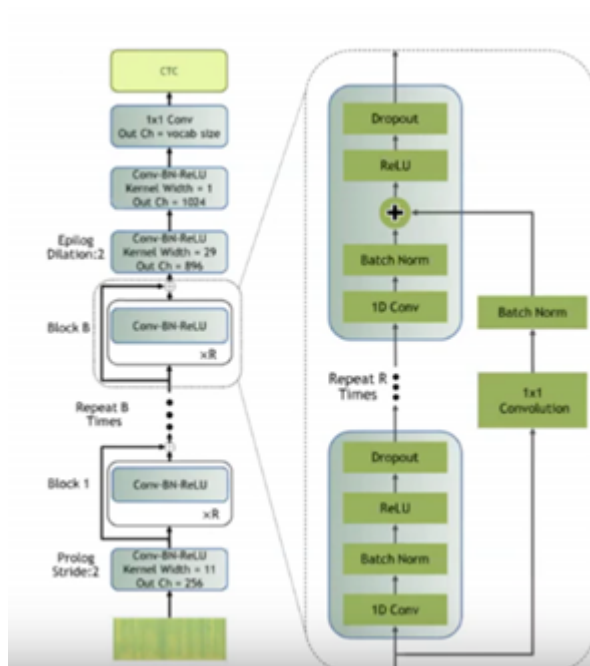 CTC
1x1 Conv
Out Ch = vocab size
Conv-BN-ReLU
Kernel Width = 1
Out Ch = 1024
Epilog
Dilation:2
Conv-BN-ReLU
Kernel Width = 29
Out Ch = 896
Block B
Conv-BN-ReLU
xR
Repeat B
Times
Block 1
Conv-BN-ReLU
xR
Prolog
Stride:2
Conv-BN-ReLU
Kernel Width = 11
Out Ch = 256
Dropout
ReLU
+
Batch Norm
1D Conv
Batch Norm
1x1
Convolution
Repeat R
Times
Dropout
ReLU
Batch Norm
1D Conv